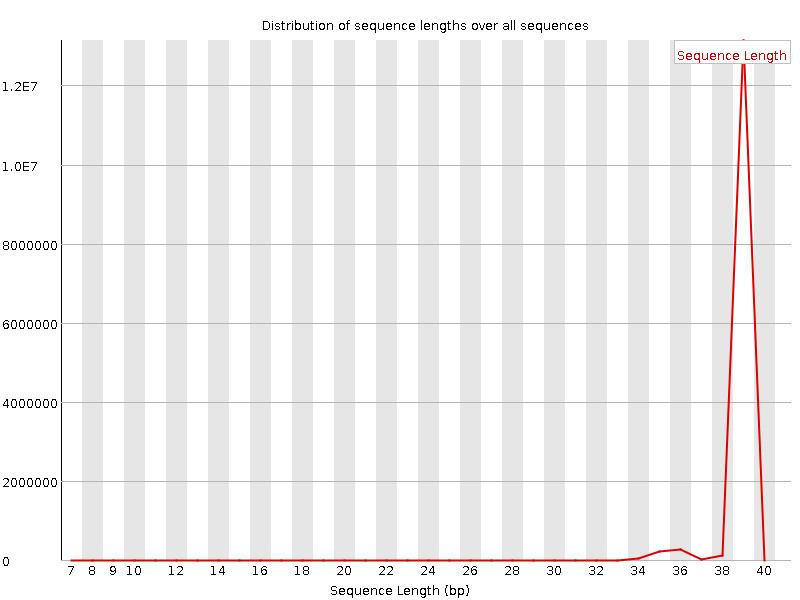 Distribution of sequence lengths over all sequences
Sequence Length
1.2E7
1.0E7
8000000
6000000
4000000
2000000
0
7 8 9 10 12 14 16 18 20 22 24 26 28 30 32 34 36 38 40
Sequence Length (bp)